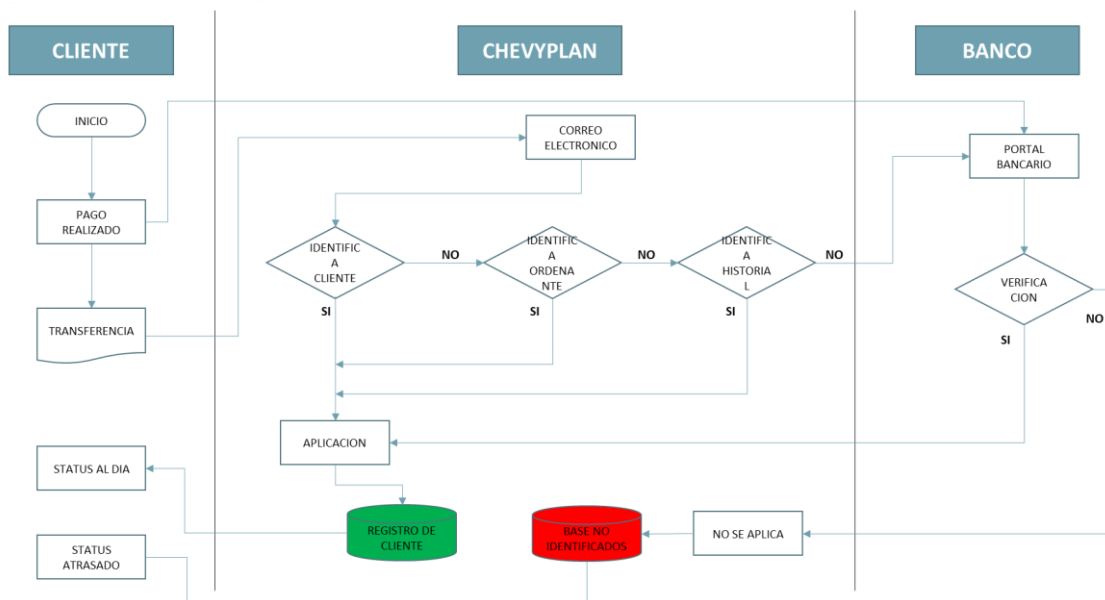 CLIENTE
CHEVYPLAN
BANCO
INICIO
CORREO
ELECTRONICO
PORTAL
BANCARIO
PAGO
REALIZADO
IDENTIFIC
A
CLIENTE
NO
IDENTIFIC
A
ORDENA
NTE
NO
IDENTIFIC
A
HISTORIA
L
NO
VERIFICA
CION
NO
SI
SI
SI
SI
TRANSFERENCIA
APLICACION
STATUS AL DIA
REGISTRO DE
CLIENTE
BASE NO
IDENTIFICADOS
NO SE APLICA
STATUS
ATRASADO